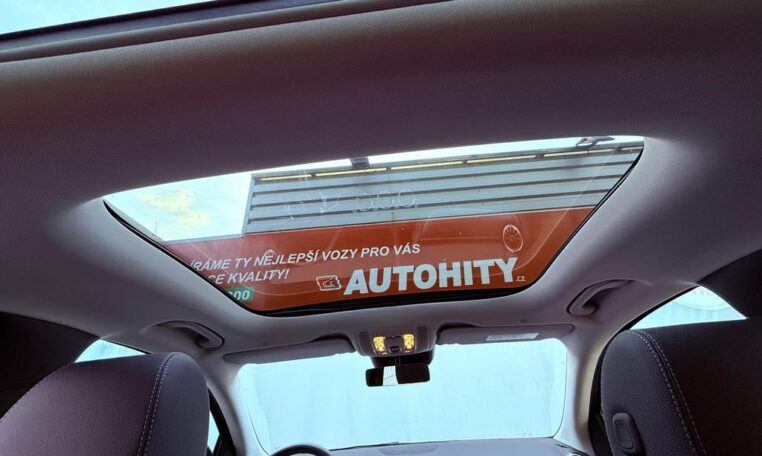 ÍRÁME TY NEJLEPŠÍ VOZY PRO VÁS
CE KVALITY!
AUTOHITY.cz